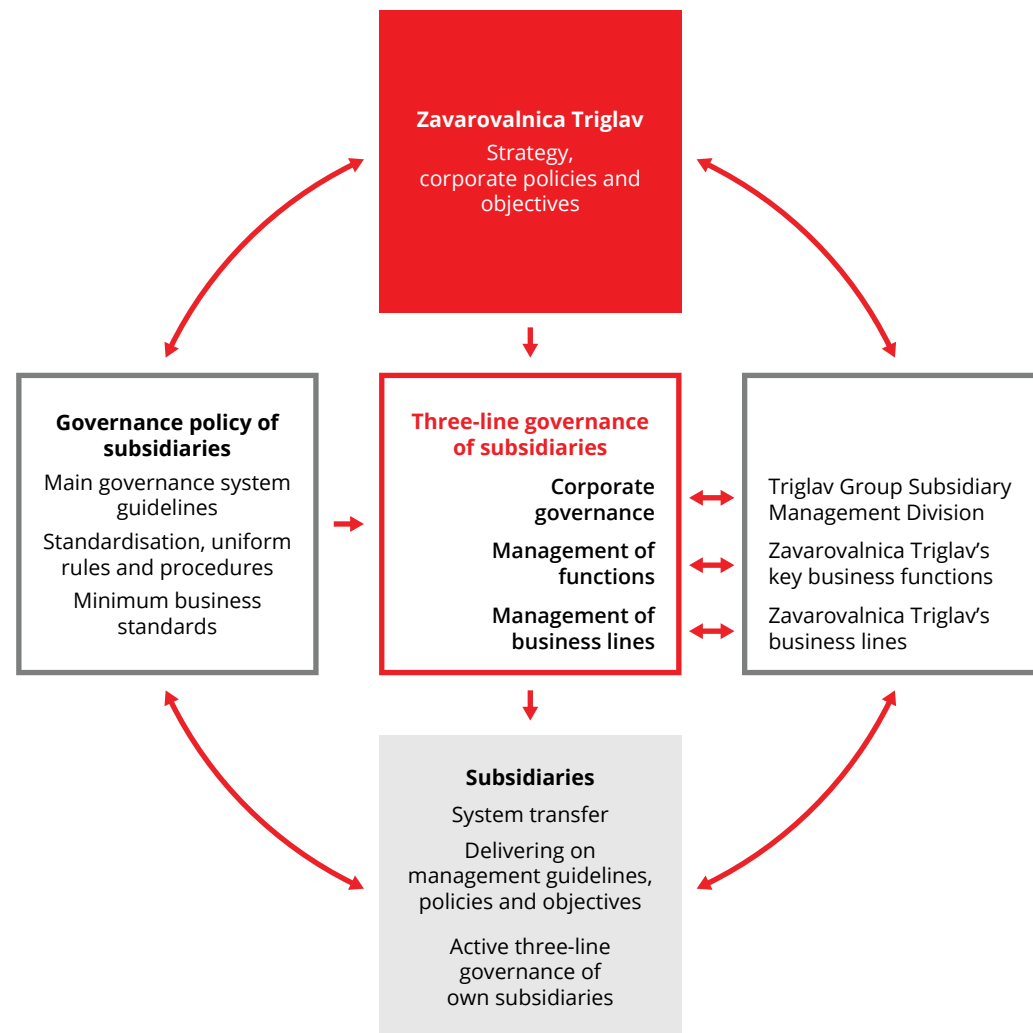 Zavarovalnica Triglav
Strategy,
corporate policies and
objectives
Governance policy of
subsidiaries
Main governance system
guidelines
Standardisation, uniform
rules and procedures
Minimum business
standards
Three-line governance
of subsidiaries
Corporate
governance
Management of
functions
Management of
business lines
Triglav Group Subsidiary
Management Division
Zavarovalnica Triglav’s
key business functions
Zavarovalnica Triglav’s
business lines
Subsidiaries
System transfer
Delivering on
management guidelines,
policies and objectives
Active three-line
governance of
own subsidiaries